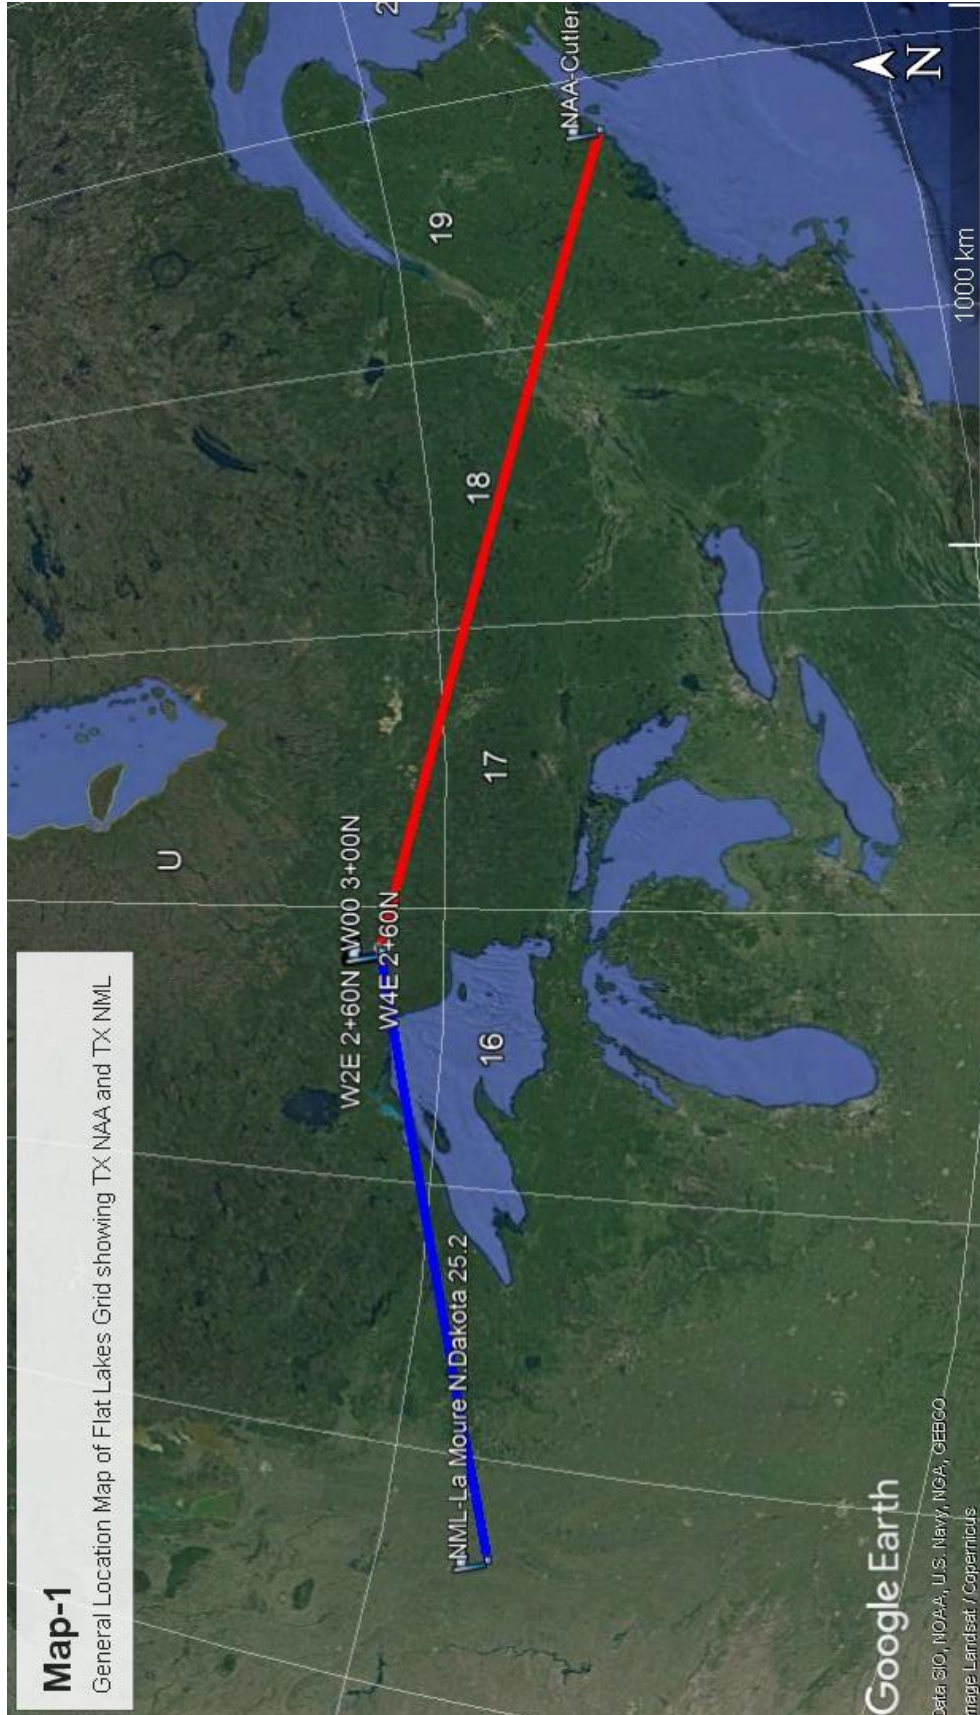 Map-1
General Location Map of Flat Lakes Grid showing TX NAA and TX NML
U
W2E 2+60N
W00 3+00N
W4E 2+60N
NML-La Moure N.Dakota 25.2
NAA-Cutler
16
17
18
19
2
N
1000 km
Google Earth
Data SIO, NOAA, U.S. Navy, NGA, GEBCO
Image Landsat / Copernicus